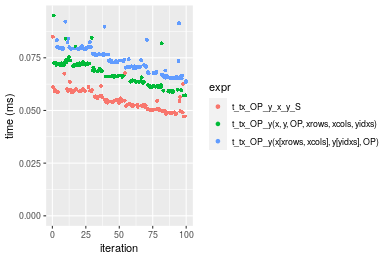 0.075
0.050
0.025
0.000
time (ms)
0
25
50
75
100
iteration
expr
t_tx_OP_y_x_y_S
t_tx_OP_y(x, y, OP, xrows, xcols, yidxs)
t_tx_OP_y(x[xrows, xcols], y[yidxs], OP)